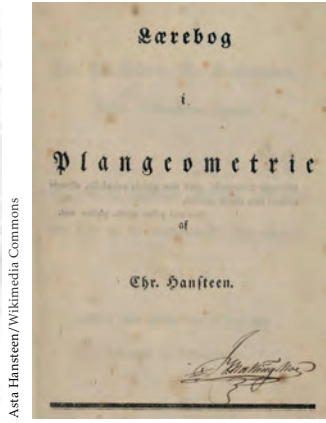 Lærebog
i
Plangeometrie
af
Chr. Hansteen.
Asta Hansteen/Wikimedia Commons